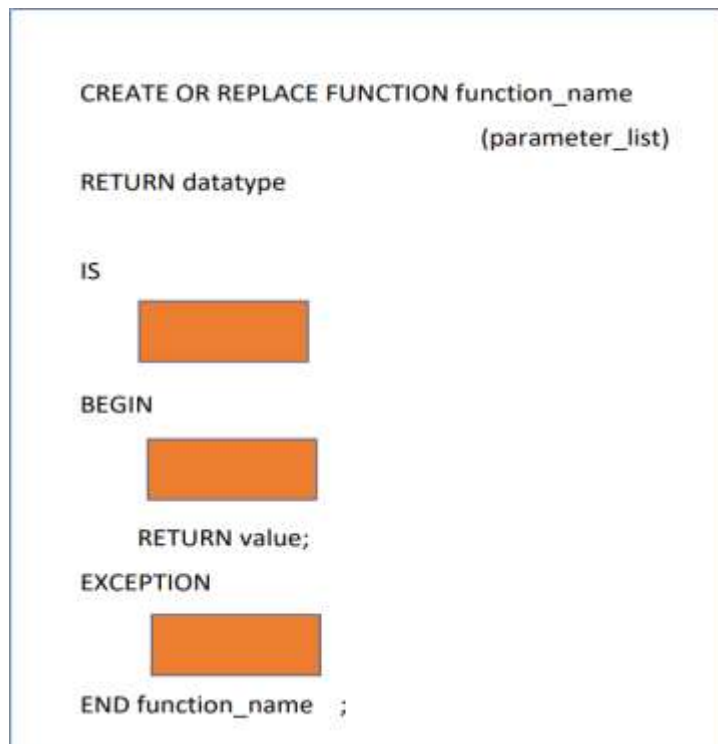 CREATE OR REPLACE FUNCTION function_name
(parameter_list)
RETURN datatype
IS
BEGIN
RETURN value;
EXCEPTION
END function_name ;